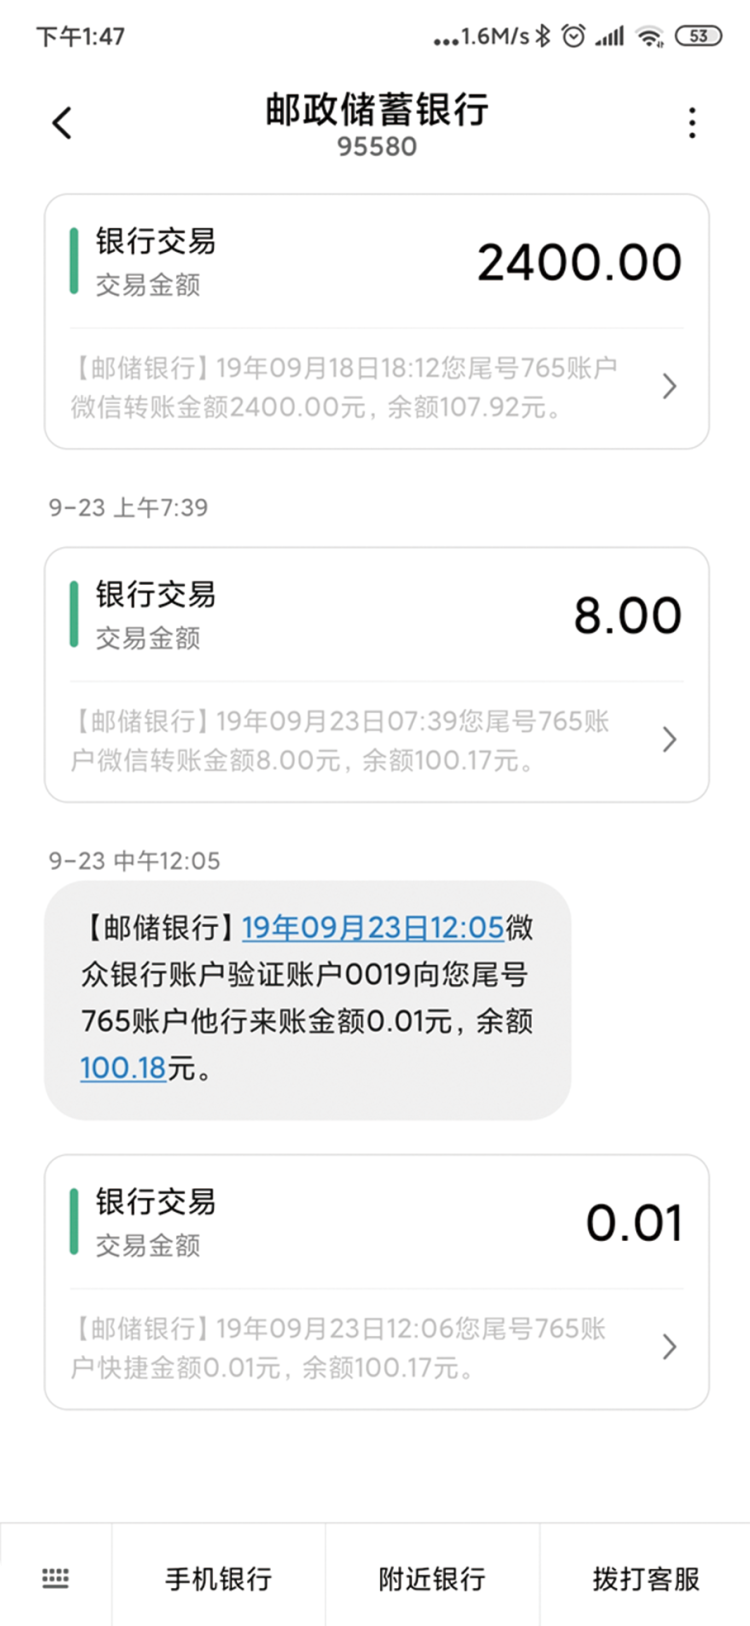 下午1:47
...1.6M/s
53
邮政储蓄银行
95580
银行交易
2400.00
交易金额
【邮储银行】19年09月18日18:12您尾号765账户
微信转账金额2400.00元，余额107.92元。
9-23 上午7:39
银行交易
8.00
交易金额
【邮储银行】19年09月23日07:39您尾号765账
户微信转账金额8.00元，余额100.17元。
9-23 中午12:05
【邮储银行】19年09月23日12:05微
众银行账户验证账户0019向您尾号
765账户他行来账金额0.01元，余额
100.18元。
银行交易
0.01
交易金额
【邮储银行】19年09月23日12:06您尾号765账
户快捷金额0.01元，余额100.17元。
手机银行
附近银行
拨打客服